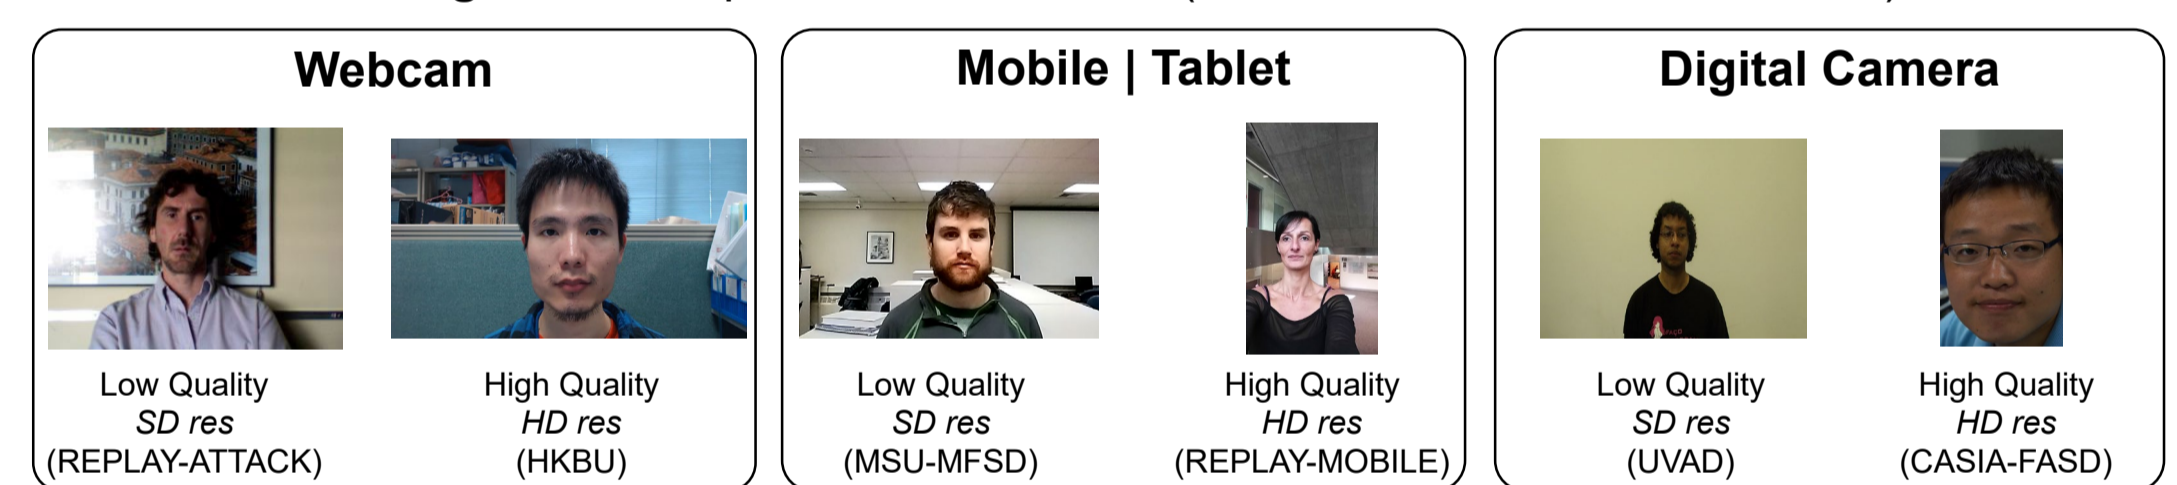 Webcam
Low Quality
SD res
(REPLAY-ATTACK)
High Quality
HD res
(HKBU)
Mobile | Tablet
Low Quality
SD res
(MSU-MFSD)
High Quality
HD res
(REPLAY-MOBILE)
Digital Camera
Low Quality
SD res
(UVAD)
High Quality
HD res
(CASIA-FASD)